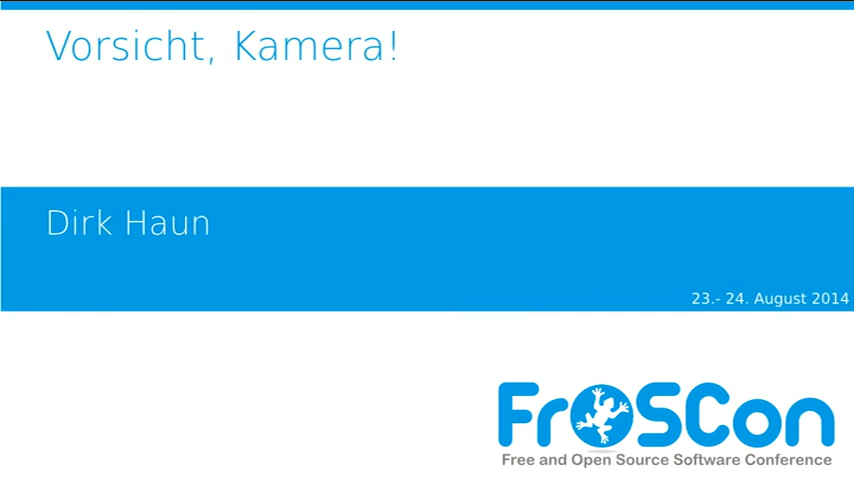 Vorsicht, Kamera!
Dirk Haun
23.- 24. August 2014
FrOSCon
Free and Open Source Software Conference